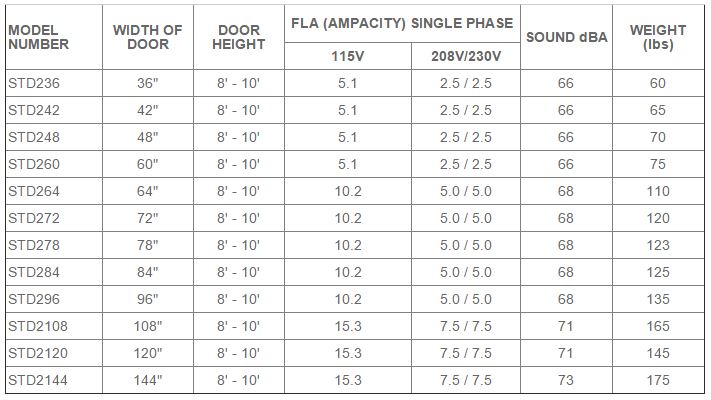 MODEL NUMBER WIDTH OF DOOR DOOR HEIGHT FLA (AMPACITY) SINGLE PHASE SOUND dBA WEIGHT (lbs)
115V 208V/230V
STD236 36" 8' - 10' 5.1 2.5 / 2.5 66 60
STD242 42" 8' - 10' 5.1 2.5 / 2.5 66 65
STD248 48" 8' - 10' 5.1 2.5 / 2.5 66 70
STD260 60" 8' - 10' 5.1 2.5 / 2.5 66 75
STD264 64" 8' - 10' 10.2 5.0 / 5.0 68 110
STD272 72" 8' - 10' 10.2 5.0 / 5.0 68 120
STD278 78" 8' - 10' 10.2 5.0 / 5.0 68 123
STD284 84" 8' - 10' 10.2 5.0 / 5.0 68 125
STD296 96" 8' - 10' 10.2 5.0 / 5.0 68 135
STD2108 108" 8' - 10' 15.3 7.5 / 7.5 71 165
STD2120 120" 8' - 10' 15.3 7.5 / 7.5 71 145
STD2144 144" 8' - 10' 15.3 7.5 / 7.5 73 175